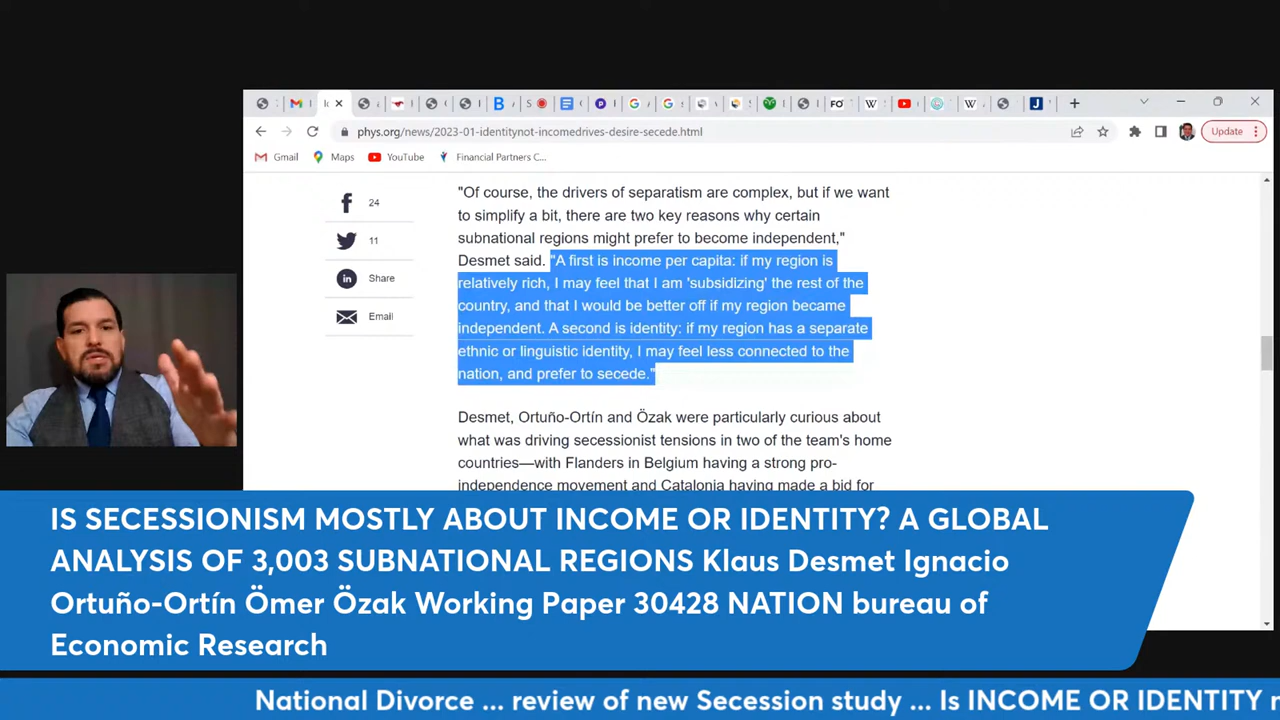 Update
phys.org/news/2023-01-identitynot-incomedrives-desire-secede.html
Gmail
Maps
YouTube
Financial Partners C...
24
11
Share
Email
"Of course, the drivers of separatism are complex, but if we want
to simplify a bit, there are two key reasons why certain
subnational regions might prefer to become independent,"
Desmet said. "A first is income per capita: if my region is
relatively rich, I may feel that I am 'subsidizing' the rest of the
country, and that I would be better off if my region became
independent. A second is identity: if my region has a separate
ethnic or linguistic identity, I may feel less connected to the
nation, and prefer to secede."
Desmet, Ortuño-Ortín and Özak were particularly curious about
what was driving secessionist tensions in two of the team's home
countries—with Flanders in Belgium having a strong pro-
independence movement and Catalonia having made a bid for
IS SECESSIONISM MOSTLY ABOUT INCOME OR IDENTITY? A GLOBAL
ANALYSIS OF 3,003 SUBNATIONAL REGIONS Klaus Desmet Ignacio
Ortuño-Ortín Ömer Özak Working Paper 30428 NATION bureau of
Economic Research
National Divorce ... review of new Secession study ... Is INCOME OR IDENTITY